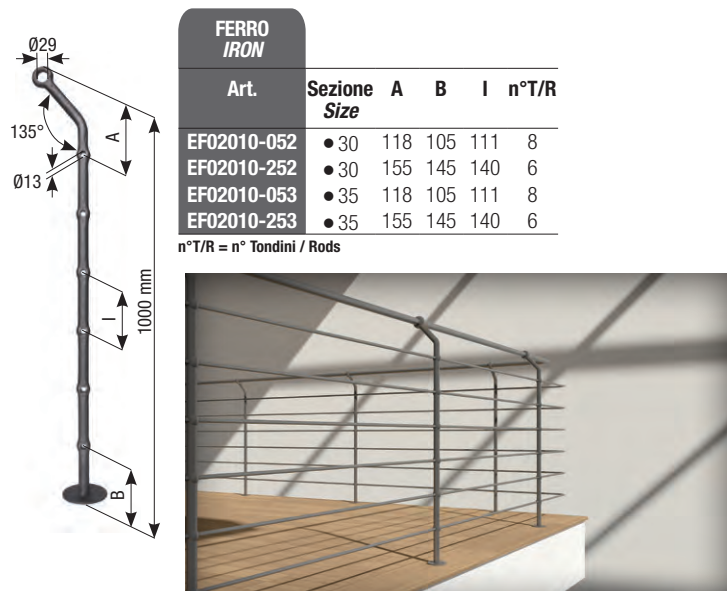 Ø29
135°
Ø13
A
I
B
1000 mm
FERRO
IRON
Art. Sezione A B I n°T/R
Size
EF02010-052 ● 30 118 105 111 8
EF02010-252 ● 30 155 145 140 6
EF02010-053 ● 35 118 105 111 8
EF02010-253 ● 35 155 145 140 6
n°T/R = n° Tondini / Rods